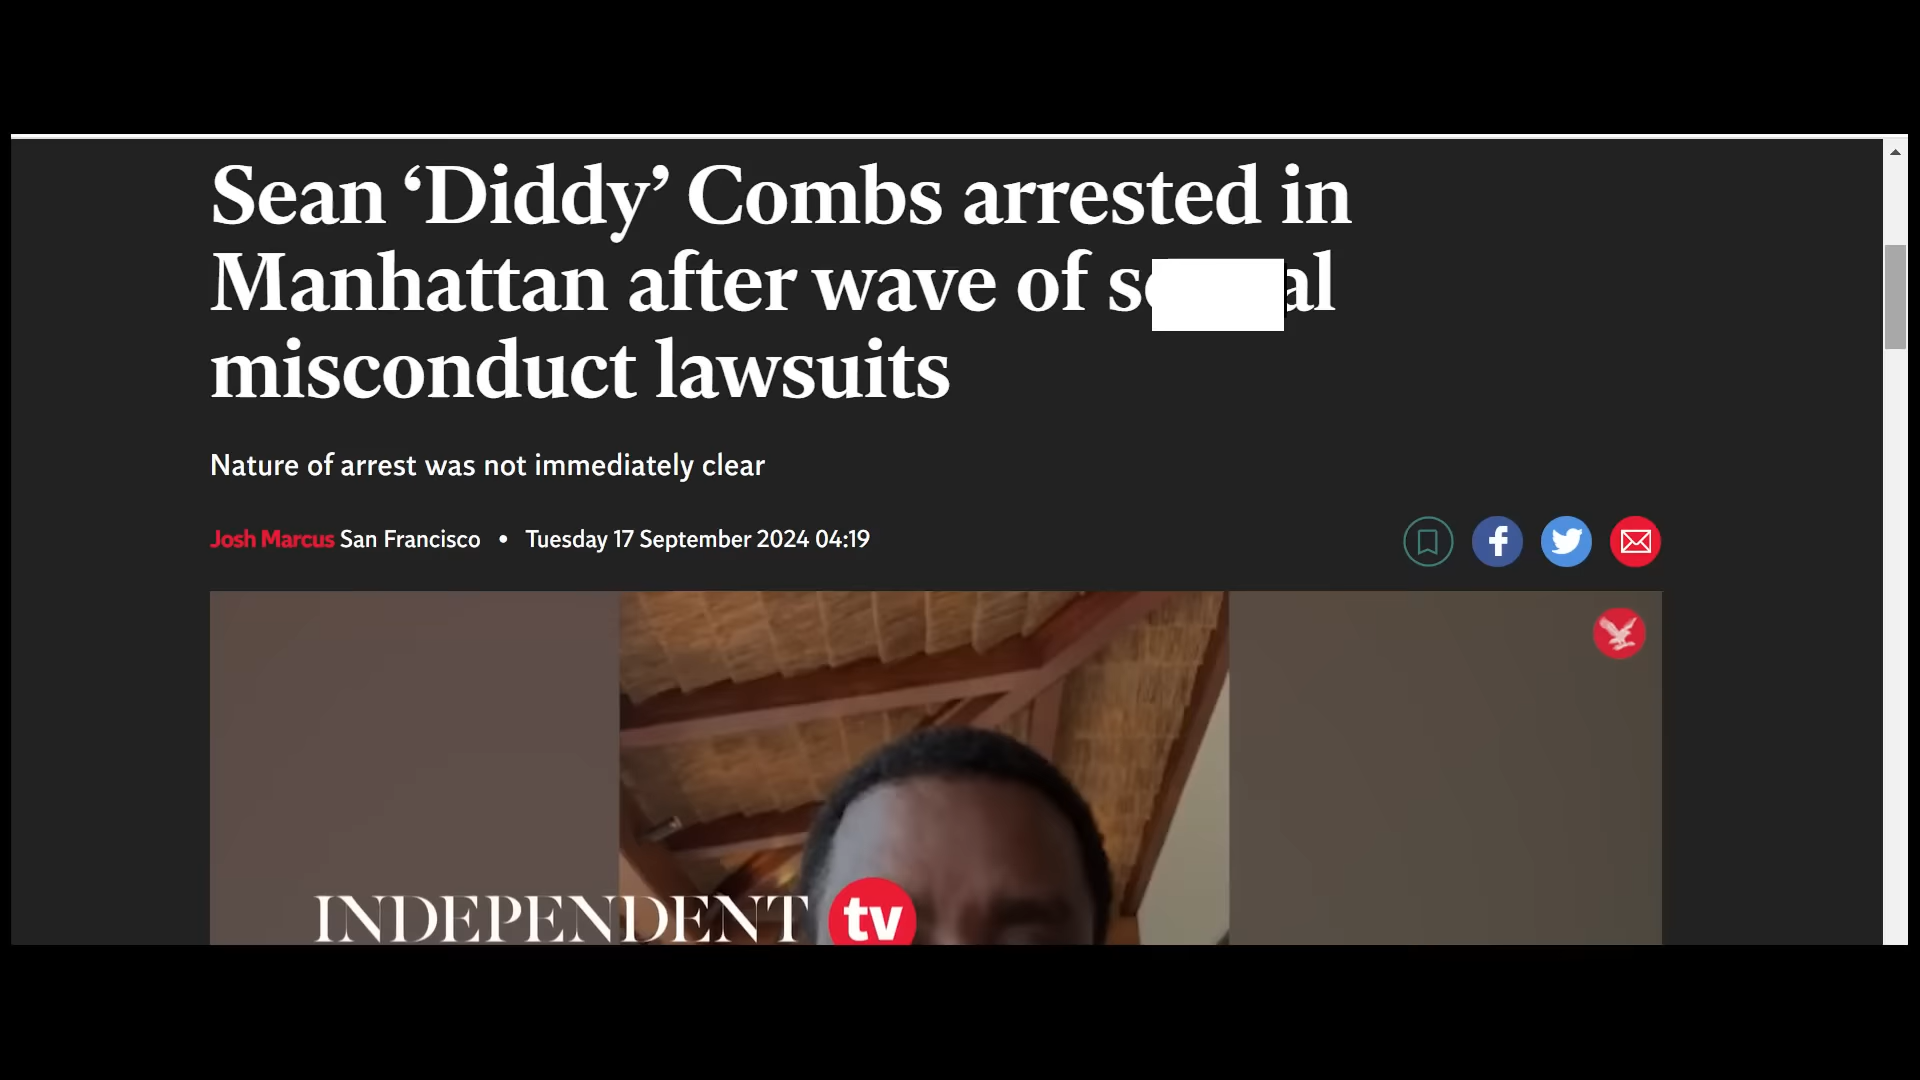 Sean ‘Diddy’ Combs arrested in
Manhattan after wave of
misconduct lawsuits
Nature of arrest was not immediately clear
Josh Marcus San Francisco • Tuesday 17 September 2024 04:19
INDEPENDENT tv